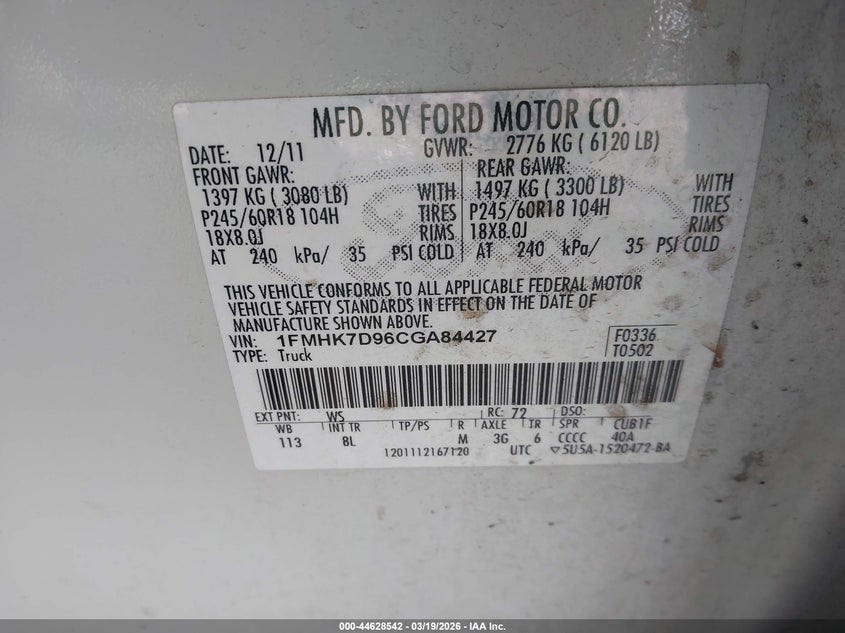 MFD. BY FORD MOTOR CO.
DATE: 12/11 GVWR: 2776 KG ( 6120 LB)
FRONT GAWR: REAR GAWR:
1397 KG ( 3080 LB) WITH 1497 KG ( 3300 LB) WITH
P245/60R18 104H TIRES P245/60R18 104H TIRES
18X8.0J RIMS 18X8.0J RIMS
AT 240 kPa/ 35 PSI COLD AT 240 kPa/ 35 PSI COLD
THIS VEHICLE CONFORMS TO ALL APPLICABLE FEDERAL MOTOR
VEHICLE SAFETY STANDARDS IN EFFECT ON THE DATE OF
MANUFACTURE SHOWN ABOVE.
VIN: 1FMHK7D96CGA84427 F0336
TYPE: Truck T0502
EXT PNT: WS RC: 72 DSO:
WB INT TR TP/PS R AXLE TR SPR CUB1F
113 8L M 3G 6 CCCC 40A
1201112167120 UTC ▽5U5A-1520472-BA
000-44628542 | 03/19/2026 – IAA Inc.